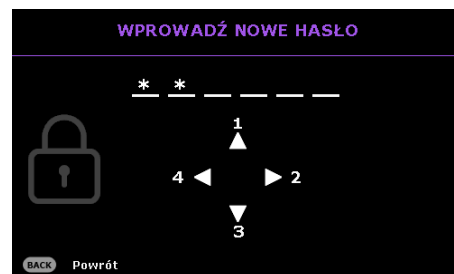 WPROWADŹ NOWE HASŁO
* * _ _ _ _
1
4 2
3
BACK Powrót